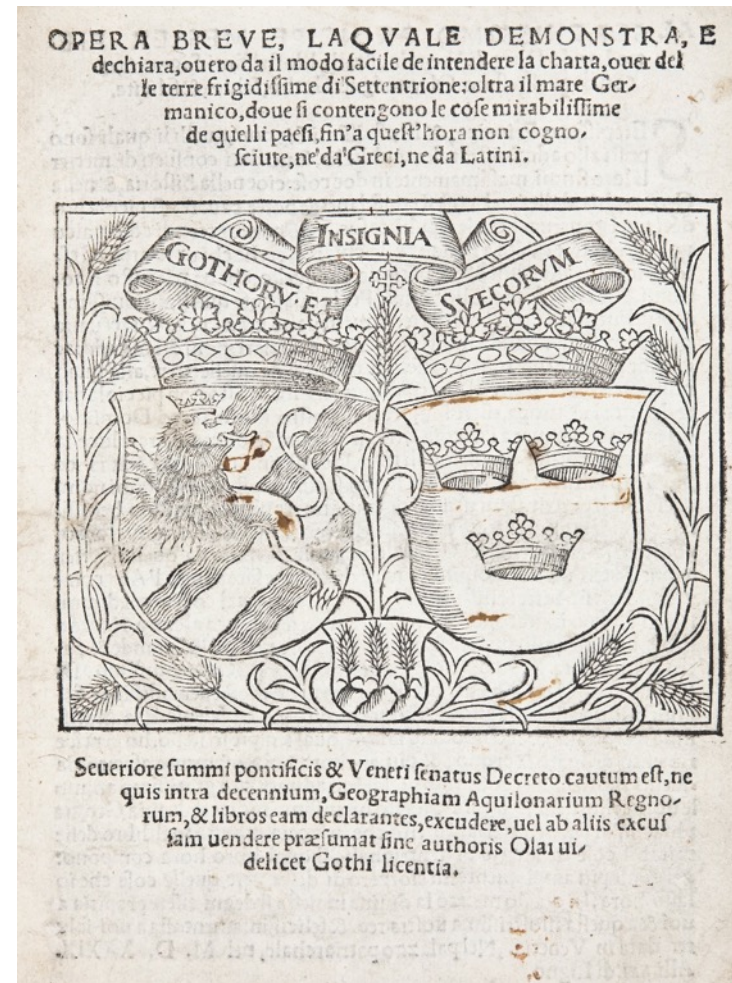 OPERA BREVE, LAQVALE DEMONSTRA, E
dechiara, ouero da il modo facile de intendere la charta, ouer del
le terre frigidissime di Settentrione: oltra il mare Ger-
manico, doue si contengono le cose mirabilissime
de quelli paesi, fin'a quest'hora non cogno-
sciute, ne' da' Greci, ne da Latini.
INSIGNIA
GOTHORV̄·ET
SVECORVM
Seueriore summi pontificis & Veneti senatus Decreto cautum est, ne
quis intra decennium, Geographiam Aquilonarium Regno-
rum, & libros eam declarantes, excudere, uel ab aliis excus
sam uendere præsumat sine authoris Olai ui-
delicet Gothi licentia.